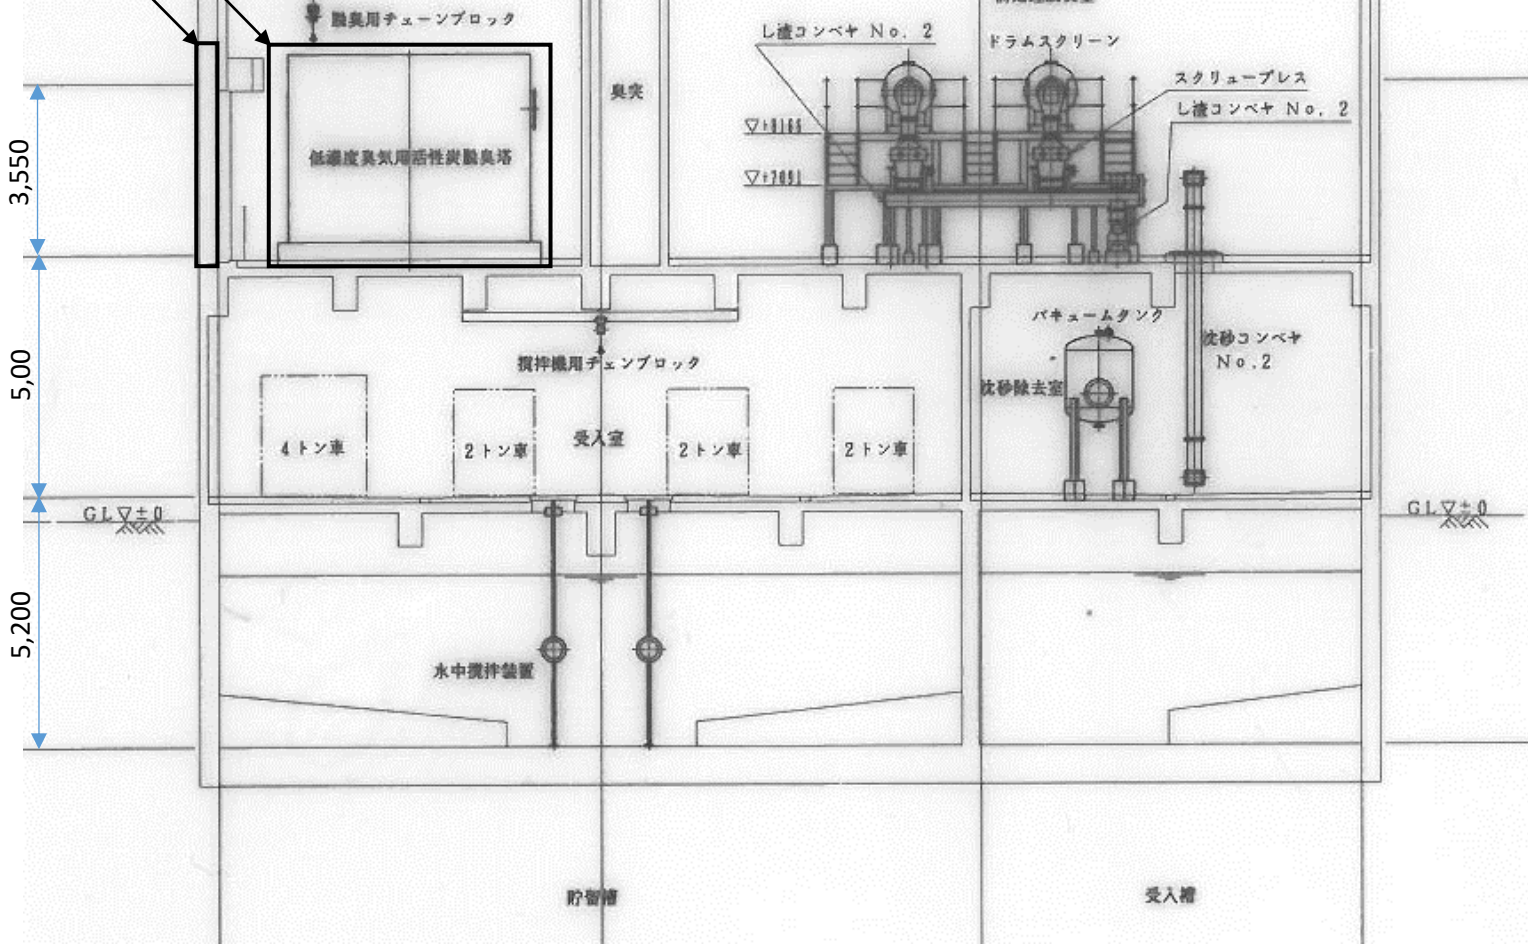 脱臭用チェーンブロック
し渣コンベヤ No. 2
ドラムスクリーン
臭突
スクリュープレス
し渣コンベヤ No. 2
▽+8166
低濃度臭気用活性炭脱臭塔
▽+7091
3,550
バキュームタンク
沈砂コンベヤ
No.2
撹拌機用チェンブロック
5,00
沈砂除去室
受入室
4トン車
2トン車
2トン車
2トン車
GL▽±0
GL▽±0
5,200
水中撹拌装置
貯留槽
受入槽